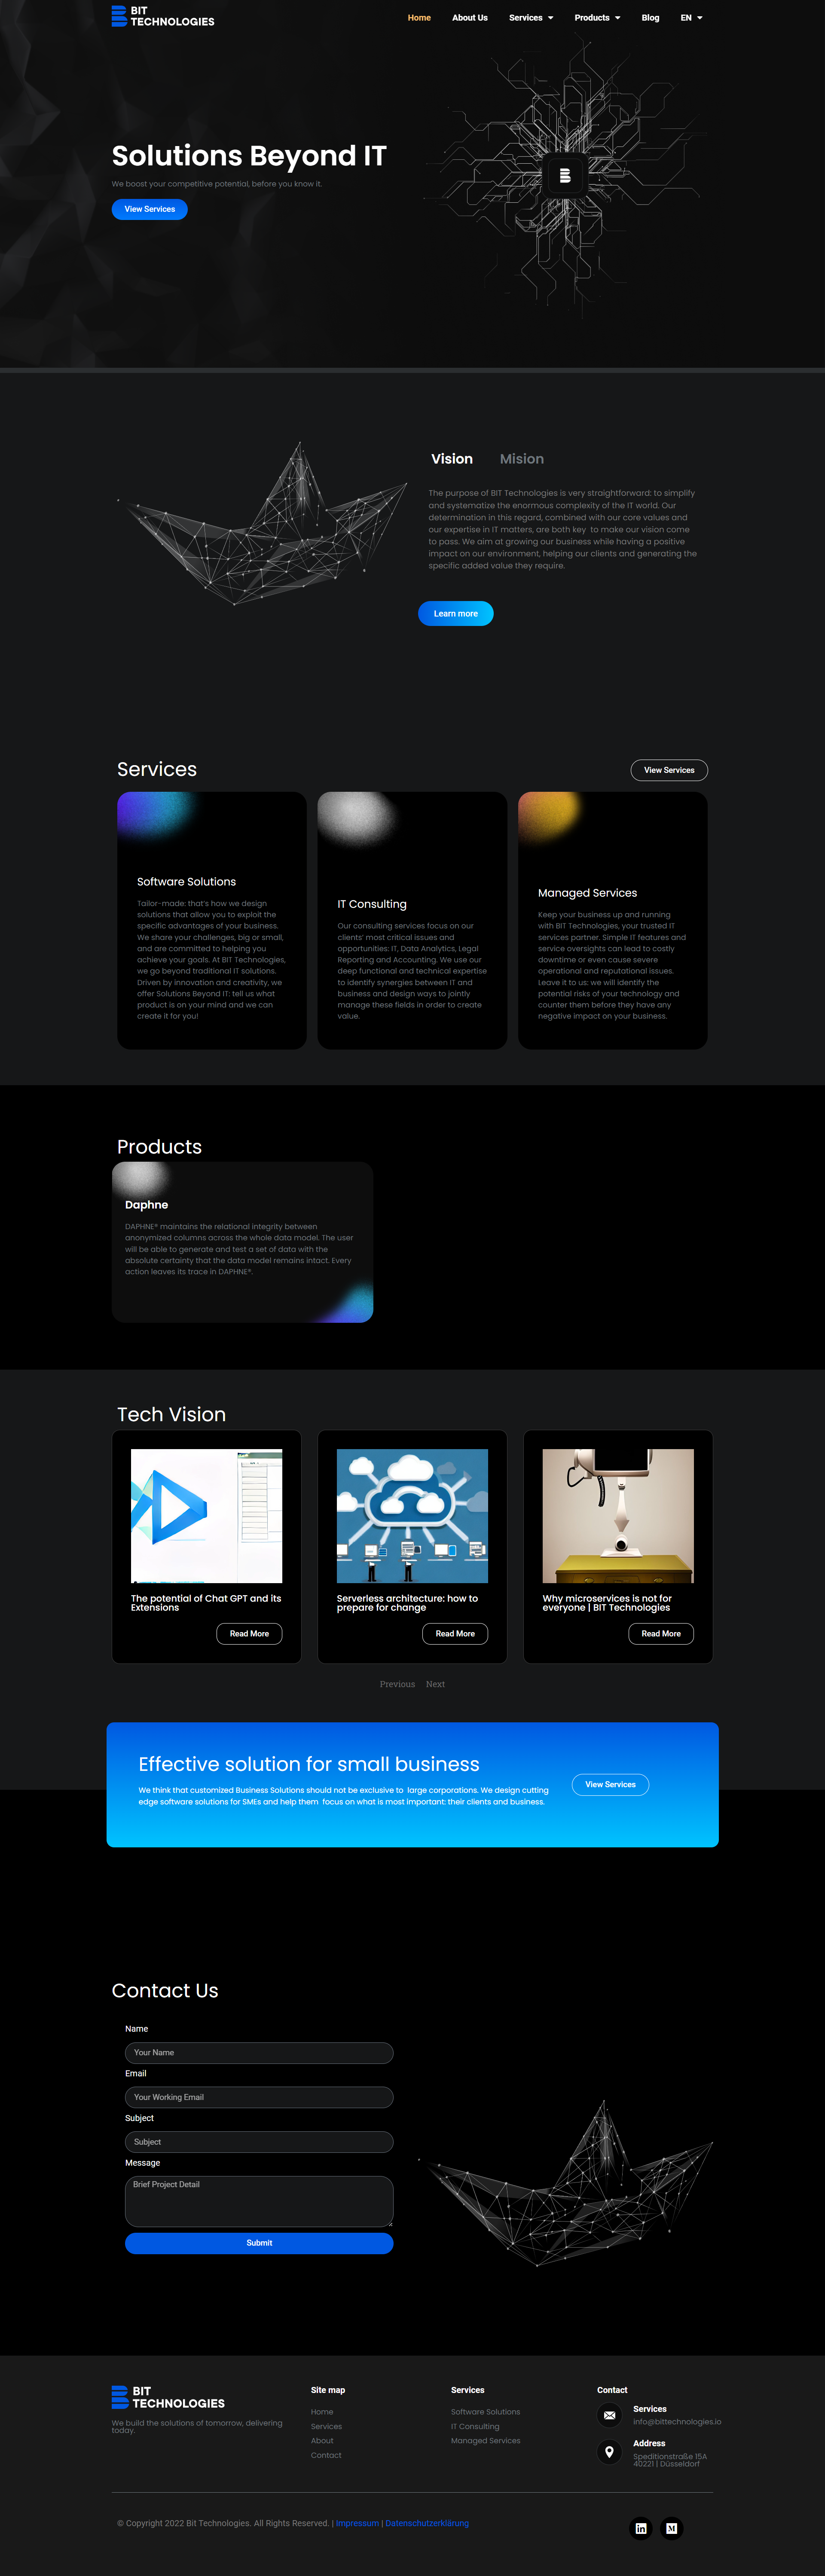 BIT
TECHNOLOGIES
Home About Us Services Products Blog EN
Solutions Beyond IT
We boost your competitive potential, before you know it.
View Services
Vision Mision
The purpose of BIT Technologies is very straightforward: to simplify
and systematize the enormous complexity of the IT world. Our
determination in this regard, combined with our core values and
our expertise in IT matters, are both key to make our vision come
to pass. We aim at growing our business while having a positive
impact on our environment, helping our clients and generating the
specific added value they require.
Learn more
Services
View Services
Software Solutions
Tailor-made: that's how we design
solutions that allow you to exploit the
specific advantages of your business.
We share your challenges, big or small,
and are committed to helping you
achieve your goals. At BIT Technologies,
we go beyond traditional IT solutions.
Driven by innovation and creativity, we
offer Solutions Beyond IT: tell us what
product is on your mind and we can
create it for you!
IT Consulting
Our consulting services focus on our
clients' most critical issues and
opportunities: IT, Data Analytics, Legal
Reporting and Accounting. We use our
deep functional and technical expertise
to identify synergies between IT and
business and design ways to jointly
manage these fields in order to create
value.
Managed Services
Keep your business up and running
with BIT Technologies, your trusted IT
services partner. Simple IT features and
service oversights can lead to costly
downtime or even cause severe
operational and reputational issues.
Leave it to us: we will identify the
potential risks of your technology and
counter them before they have any
negative impact on your business.
Products
Daphne
DAPHNE® maintains the relational integrity between
anonymized columns across the whole data model. The user
will be able to generate and test a set of data with the
absolute certainty that the data model remains intact. Every
action leaves its trace in DAPHNE®.
Tech Vision
The potential of Chat GPT and its
Extensions
Read More
Serverless architecture: how to
prepare for change
Read More
Why microservices is not for
everyone | BIT Technologies
Read More
Previous Next
Effective solution for small business
We think that customized Business Solutions should not be exclusive to large corporations. We design cutting
edge software solutions for SMEs and help them focus on what is most important: their clients and business.
View Services
Contact Us
Name
Your Name
Email
Your Working Email
Subject
Subject
Message
Brief Project Detail
Submit
BIT
TECHNOLOGIES
We build the solutions of tomorrow, delivering
today.
Site map
Home
Services
About
Contact
Services
Software Solutions
IT Consulting
Managed Services
Contact
Services
info@bittechnologies.io
Address
Speditionstraße 15A
40221 | Düsseldorf
© Copyright 2022 Bit Technologies. All Rights Reserved. | Impressum | Datenschutzerklärung